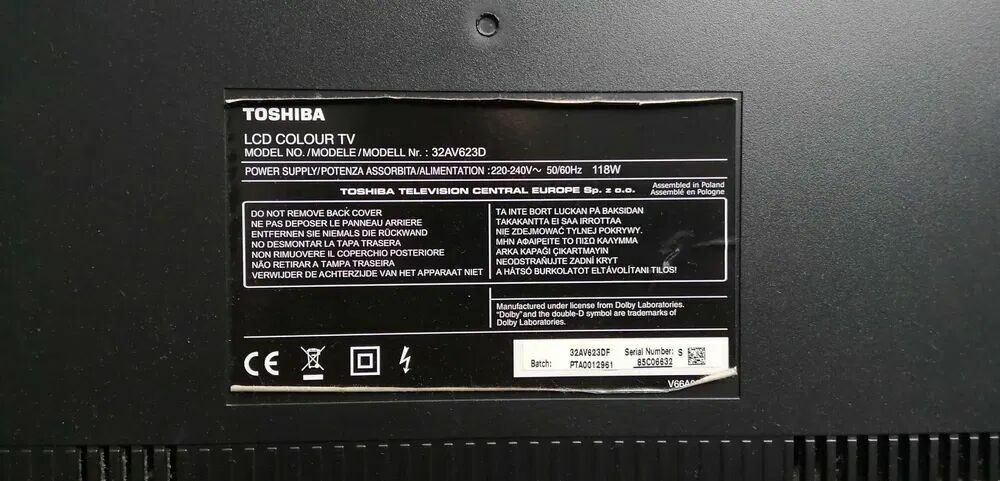 TOSHIBA
LCD COLOUR TV
MODEL NO./MODELE/MODELL Nr. : 32AV623D
POWER SUPPLY/POTENZA ASSORBITA/ALIMENTATION :220-240V~ 50/60Hz 118W
TOSHIBA TELEVISION CENTRAL EUROPE Sp. z o.o.
Assembled in Poland
Assemblé en Pologne
DO NOT REMOVE BACK COVER
NE PAS DEPOSER LE PANNEAU ARRIERE
ENTFERNEN SIE NIEMALS DIE RÜCKWAND
NO DESMONTAR LA TAPA TRASERA
NON RIMUOVERE IL COPERCHIO POSTERIORE
NÃO RETIRAR A TAMPA TRASEIRA
VERWIJDER DE ACHTERZIJDE VAN HET APPARAAT NIET
TA INTE BORT LUCKAN PÅ BAKSIDAN
TAKAKANTTA EI SAA IRROTTAA
NIE ZDEJMOWAĆ TYLNEJ POKRYWY.
ΜΗΝ ΑΦΑΙΡΕΙΤΕ ΤΟ ΠΙΣΩ ΚΑΛΥΜΜΑ
ARKA KAPAĞI ÇIKARTMAYIN
NEODSTRAŇUJTE ZADNÍ KRYT
A HÁTSÓ BURKOLATOT ELTÁVOLÍTANI TILOS!
Manufactured under license from Dolby Laboratories.
"Dolby"and the double-D symbol are trademarks of
Dolby Laboratories.
CE
32AV623DF Serial Number: S
Batch: PTA0012961 65C06632